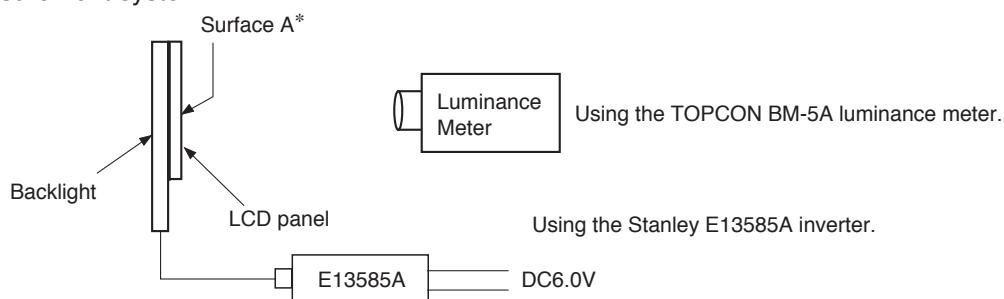 Surface A*
Luminance
Meter
Using the TOPCON BM-5A luminance meter.
Backlight
LCD panel
Using the Stanley E13585A inverter.
E13585A
DC6.0V